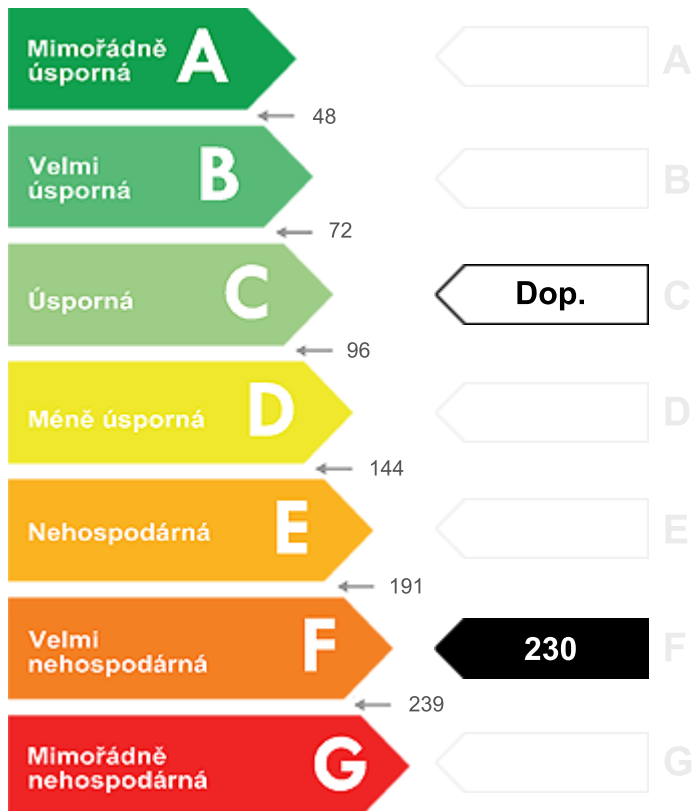 Mimořádně
úsporná
A
A
48
Velmi
úsporná
B
B
72
Úsporná
C
Dop.
C
96
Méně úsporná
D
D
144
Nehospodárná
E
E
191
Velmi
nehospodárná
F
230
F
239
Mimořádně
nehospodárná
G
G